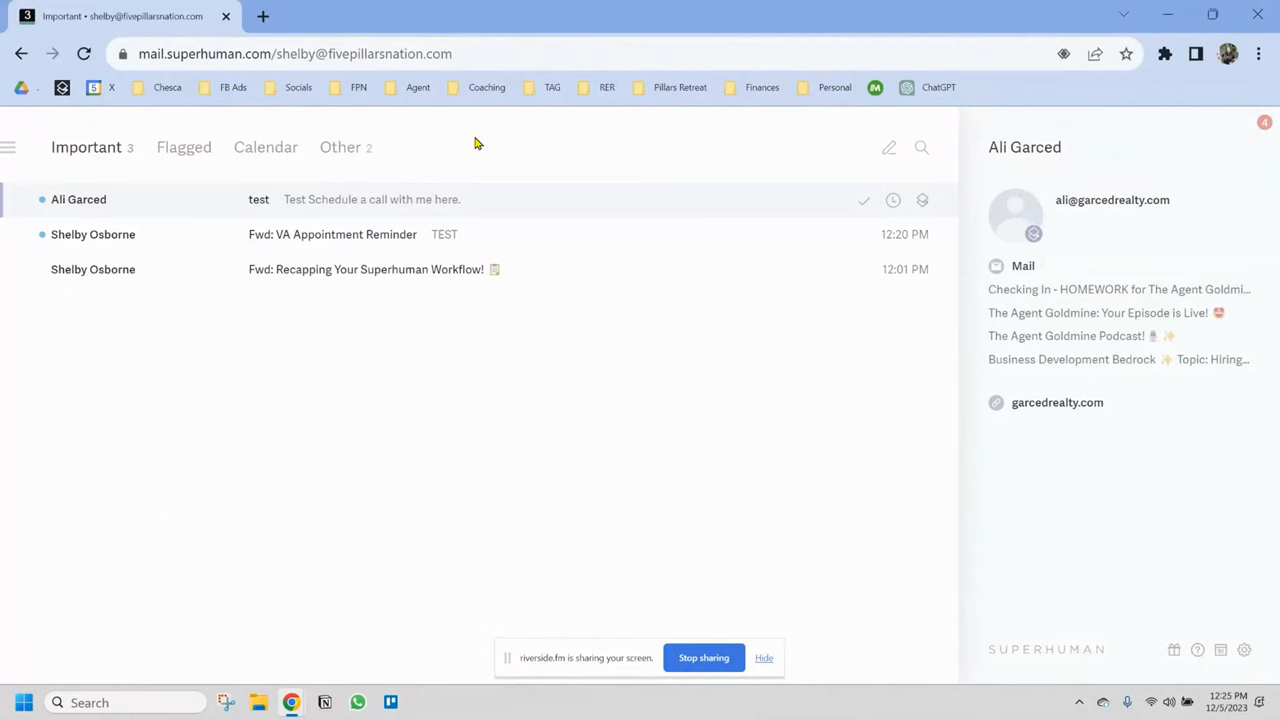 3 Important • shelby@fivepillarsnation.com
mail.superhuman.com/shelby@fivepillarsnation.com
5 X Chesca FB Ads Socials FPN Agent Coaching TAG RER Pillars Retreat Finances Personal ChatGPT
4
Important 3 Flagged Calendar Other 2
Ali Garced test Test Schedule a call with me here.
Shelby Osborne Fwd: VA Appointment Reminder TEST 12:20 PM
Shelby Osborne Fwd: Recapping Your Superhuman Workflow! 📋 12:01 PM
Ali Garced
ali@garcedrealty.com
Mail
Checking In - HOMEWORK for The Agent Goldmi...
The Agent Goldmine: Your Episode is Live! 🤩
The Agent Goldmine Podcast! 🎙️ ✨
Business Development Bedrock ✨ Topic: Hiring...
garcedrealty.com
riverside.fm is sharing your screen. Stop sharing Hide
SUPERHUMAN
Search
12:25 PM
12/5/2023